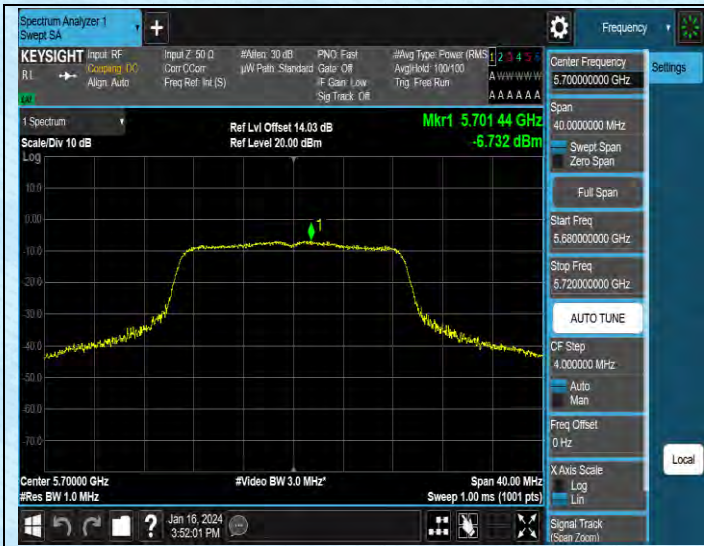 Spectrum Analyzer 1
Swept SA
+
Frequency
KEYSIGHT
RL
Input: RF
Coupling: DC
Align: Auto
Input Z: 50 Ω
Corr CCorr
Freq Ref: Int (S)
#Atten: 30 dB
µW Path: Standard
PNO: Fast
Gate: Off
IF Gain: Low
Sig Track: Off
#Avg Type: Power (RMS
Avg|Hold: 100/100
Trig: Free Run
1 2 3 4 5 6
A W W W W W
A A A A A A
1 Spectrum
Scale/Div 10 dB
Log
Ref Lvl Offset 14.03 dB
Ref Level 20.00 dBm
Mkr1 5.701 44 GHz
-6.732 dBm
1
10.0
0.00
-10.0
-20.0
-30.0
-40.0
-50.0
-60.0
-70.0
Center 5.70000 GHz
#Res BW 1.0 MHz
#Video BW 3.0 MHz*
Span 40.00 MHz
Sweep 1.00 ms (1001 pts)
Center Frequency
5.700000000 GHz
Settings
Span
40.0000000 MHz
Swept Span
Zero Span
Full Span
Start Freq
5.680000000 GHz
Stop Freq
5.720000000 GHz
AUTO TUNE
CF Step
4.000000 MHz
Auto
Man
Freq Offset
0 Hz
X Axis Scale
Log
Lin
Local
Signal Track
(Span Zoom)
?
Jan 16, 2024
3:52:01 PM